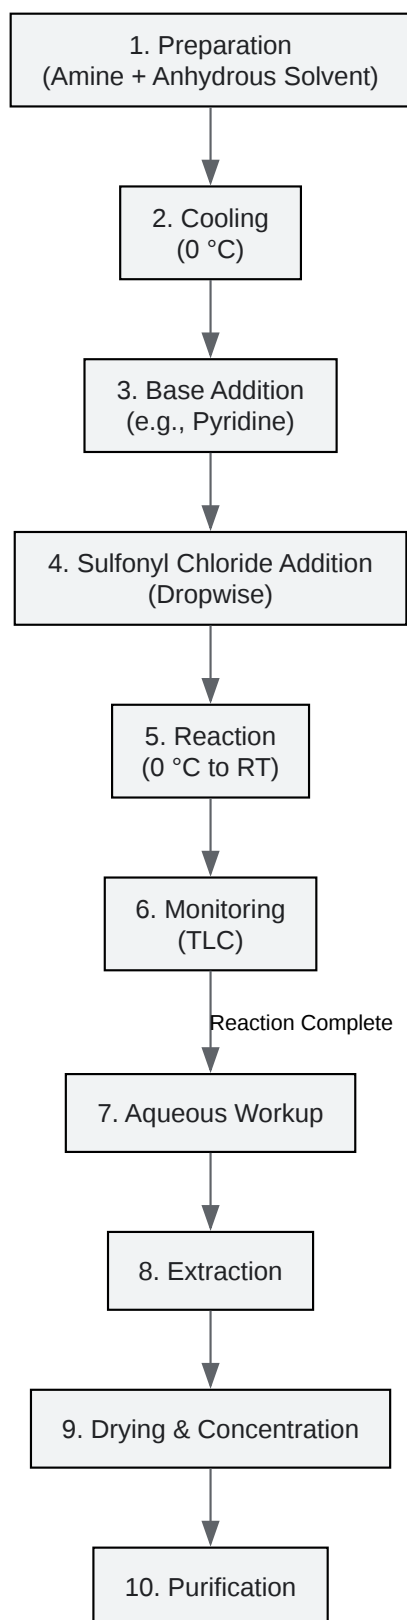 1. Preparation
(Amine + Anhydrous Solvent)
2. Cooling
(0 °C)
3. Base Addition
(e.g., Pyridine)
4. Sulfonyl Chloride Addition
(Dropwise)
5. Reaction
(0 °C to RT)
6. Monitoring
(TLC)
Reaction Complete
7. Aqueous Workup
8. Extraction
9. Drying & Concentration
10. Purification